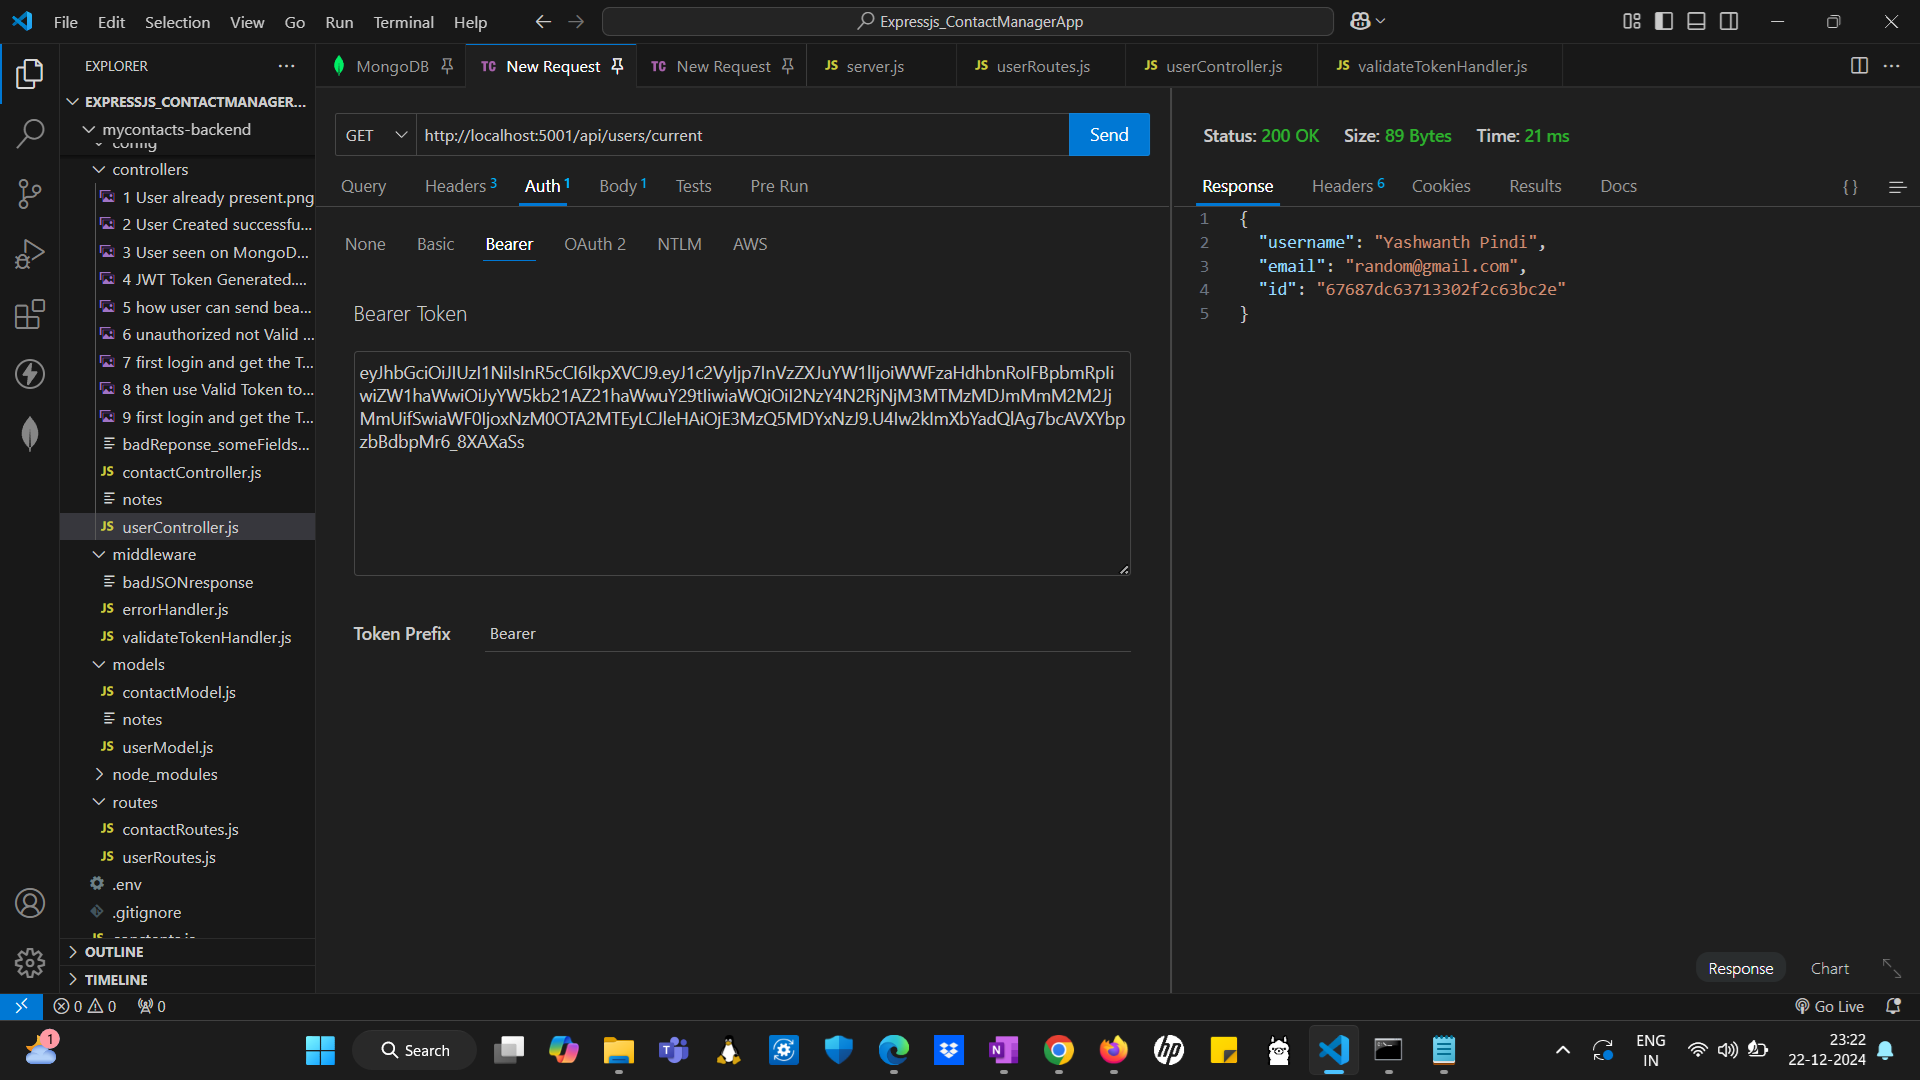 File Edit Selection View Go Run Terminal Help
Expressjs_ContactManagerApp
EXPLORER
MongoDB
TC New Request
TC New Request
JS server.js
JS userRoutes.js
JS userController.js
JS validateTokenHandler.js
EXPRESSJS_CONTACTMANAGER...
mycontacts-backend
config
controllers
1 User already present.png
2 User Created successfu...
3 User seen on MongoD...
4 JWT Token Generated....
5 how user can send bea...
6 unauthorized not Valid ...
7 first login and get the T...
8 then use Valid Token to...
9 first login and get the T...
badReponse_someFields...
JS contactController.js
notes
JS userController.js
middleware
badJSONresponse
JS errorHandler.js
JS validateTokenHandler.js
models
JS contactModel.js
notes
JS userModel.js
node_modules
routes
JS contactRoutes.js
JS userRoutes.js
.env
.gitignore
OUTLINE
TIMELINE
GET http://localhost:5001/api/users/current Send
Query Headers 3 Auth 1 Body 1 Tests Pre Run
None Basic Bearer OAuth 2 NTLM AWS
Bearer Token
Token Prefix Bearer
Status: 200 OK Size: 89 Bytes Time: 21 ms
Response Headers 6 Cookies Results Docs { }
1 {
2 "username": "Yashwanth Pindi",
3 "email": "random@gmail.com",
4 "id": "67687dc63713302f2c63bc2e"
5 }
Response Chart
0 0 0
Go Live
1
Search
ENG
IN
23:22
22-12-2024